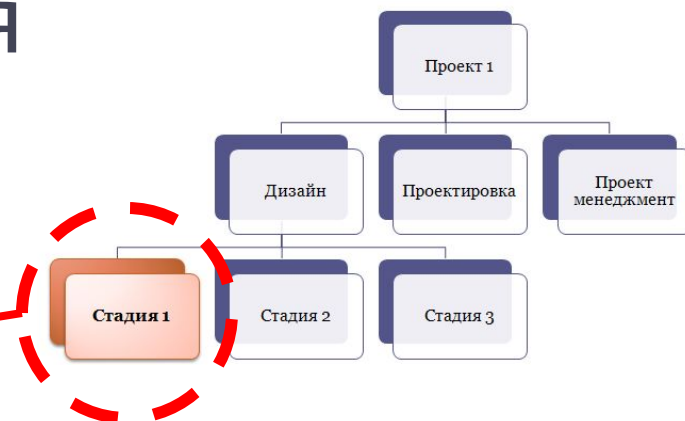 я
Проект 1
Дизайн
Проектировка
Проект
менеджмент
Стадия 1
Стадия 2
Стадия 3